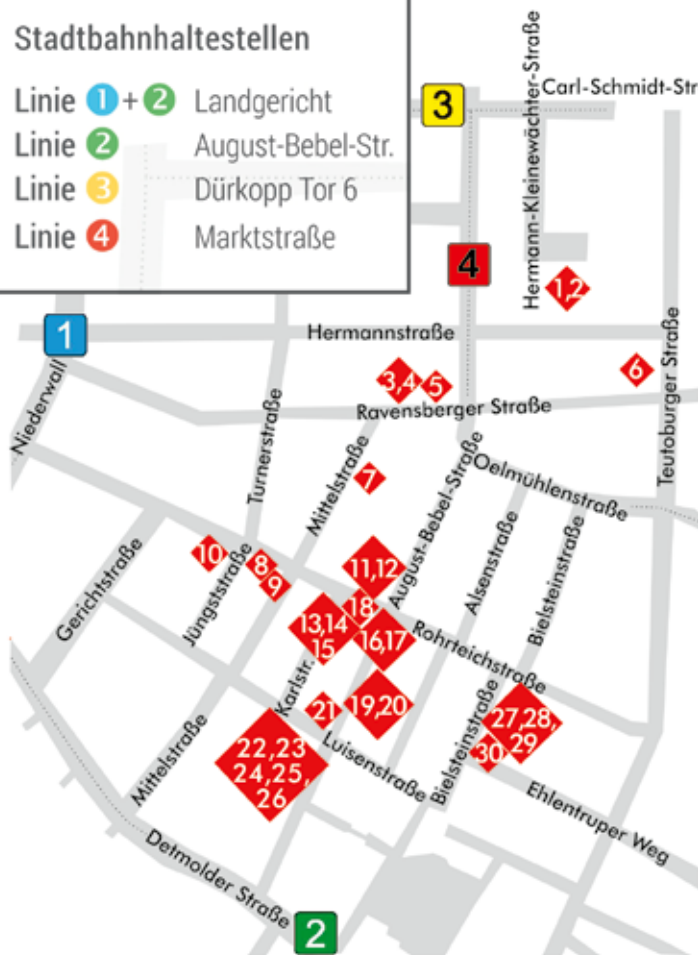 Stadtbahnhaltestellen
Linie 1 + 2 Landgericht
Linie 2 August-Bebel-Str.
Linie 3 Dürkopp Tor 6
Linie 4 Marktstraße
3
Carl-Schmidt-Str
Hermann-Kleinewächter-Straße
4
1,2
1
Hermannstraße
Niederwall
3,4
5
6
Ravensberger Straße
Teutoburger Straße
Turnerstraße
Mittelstraße
7
August-Bebel-Straße
Oelmühlenstraße
Gerichtstraße
10
Jüngststraße
8
9
11,12
Alsenstraße
Bielsteinstraße
18
13,14
15
16,17
Rohrteichstraße
Karlstr.
21
19,20
Luisenstraße
Bielsteinstraße
27,28,
29
30
Mittelstraße
22,23
24,25,
26
Ehlentruper Weg
Detmolder Straße
2